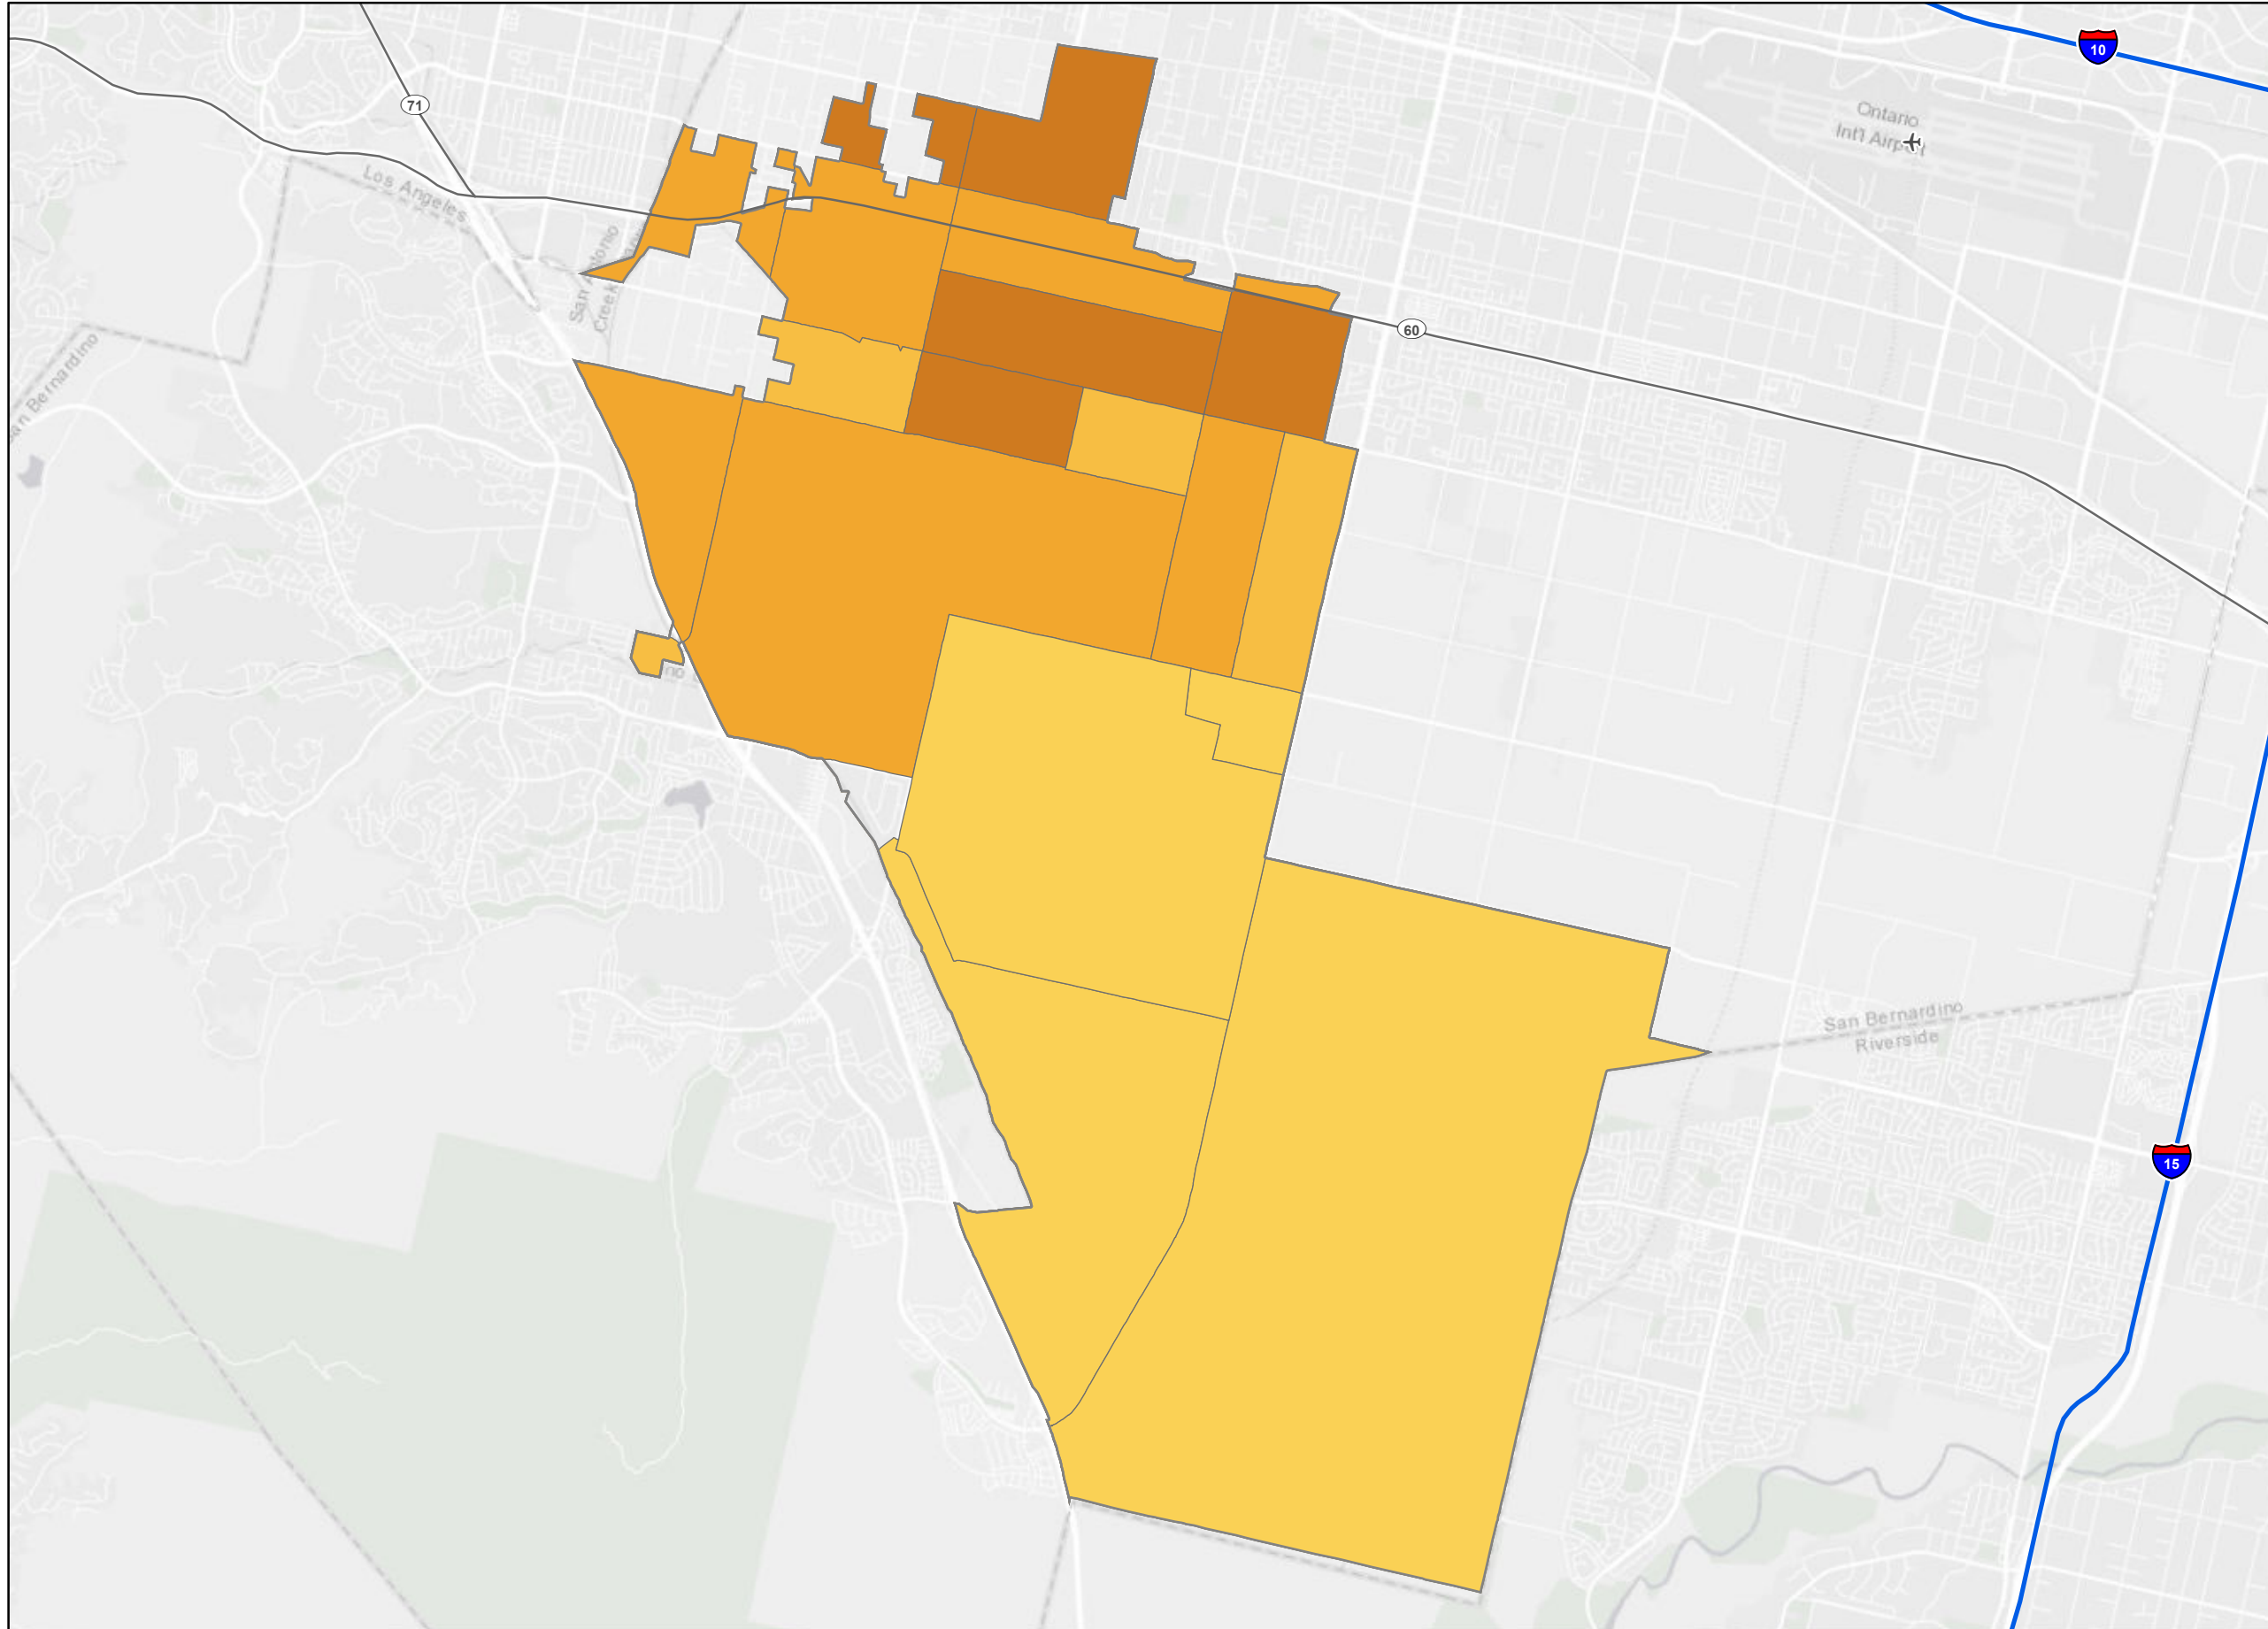 10
71
Ontario
Int'l Airport
Los Angeles
San Antonio
Creek
60
San Bernardino
San Bernardino
Riverside
15